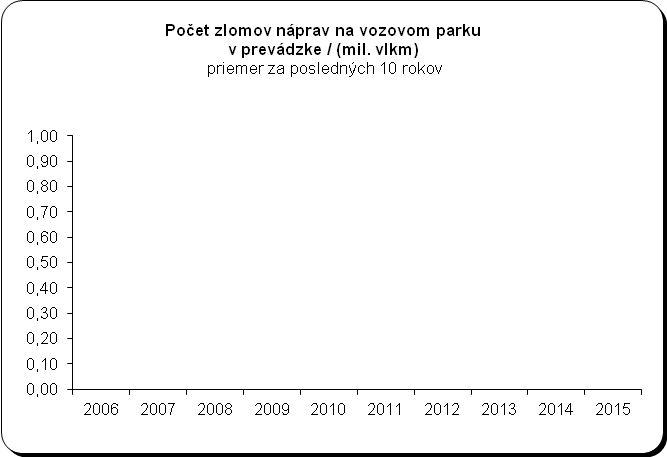 Počet zlomov náprav na vozovom parku
v prevádzke / (mil. vlkm)
priemer za posledných 10 rokov
1,00
0,90
0,80
0,70
0,60
0,50
0,40
0,30
0,20
0,10
0,00
2006 2007 2008 2009 2010 2011 2012 2013 2014 2015